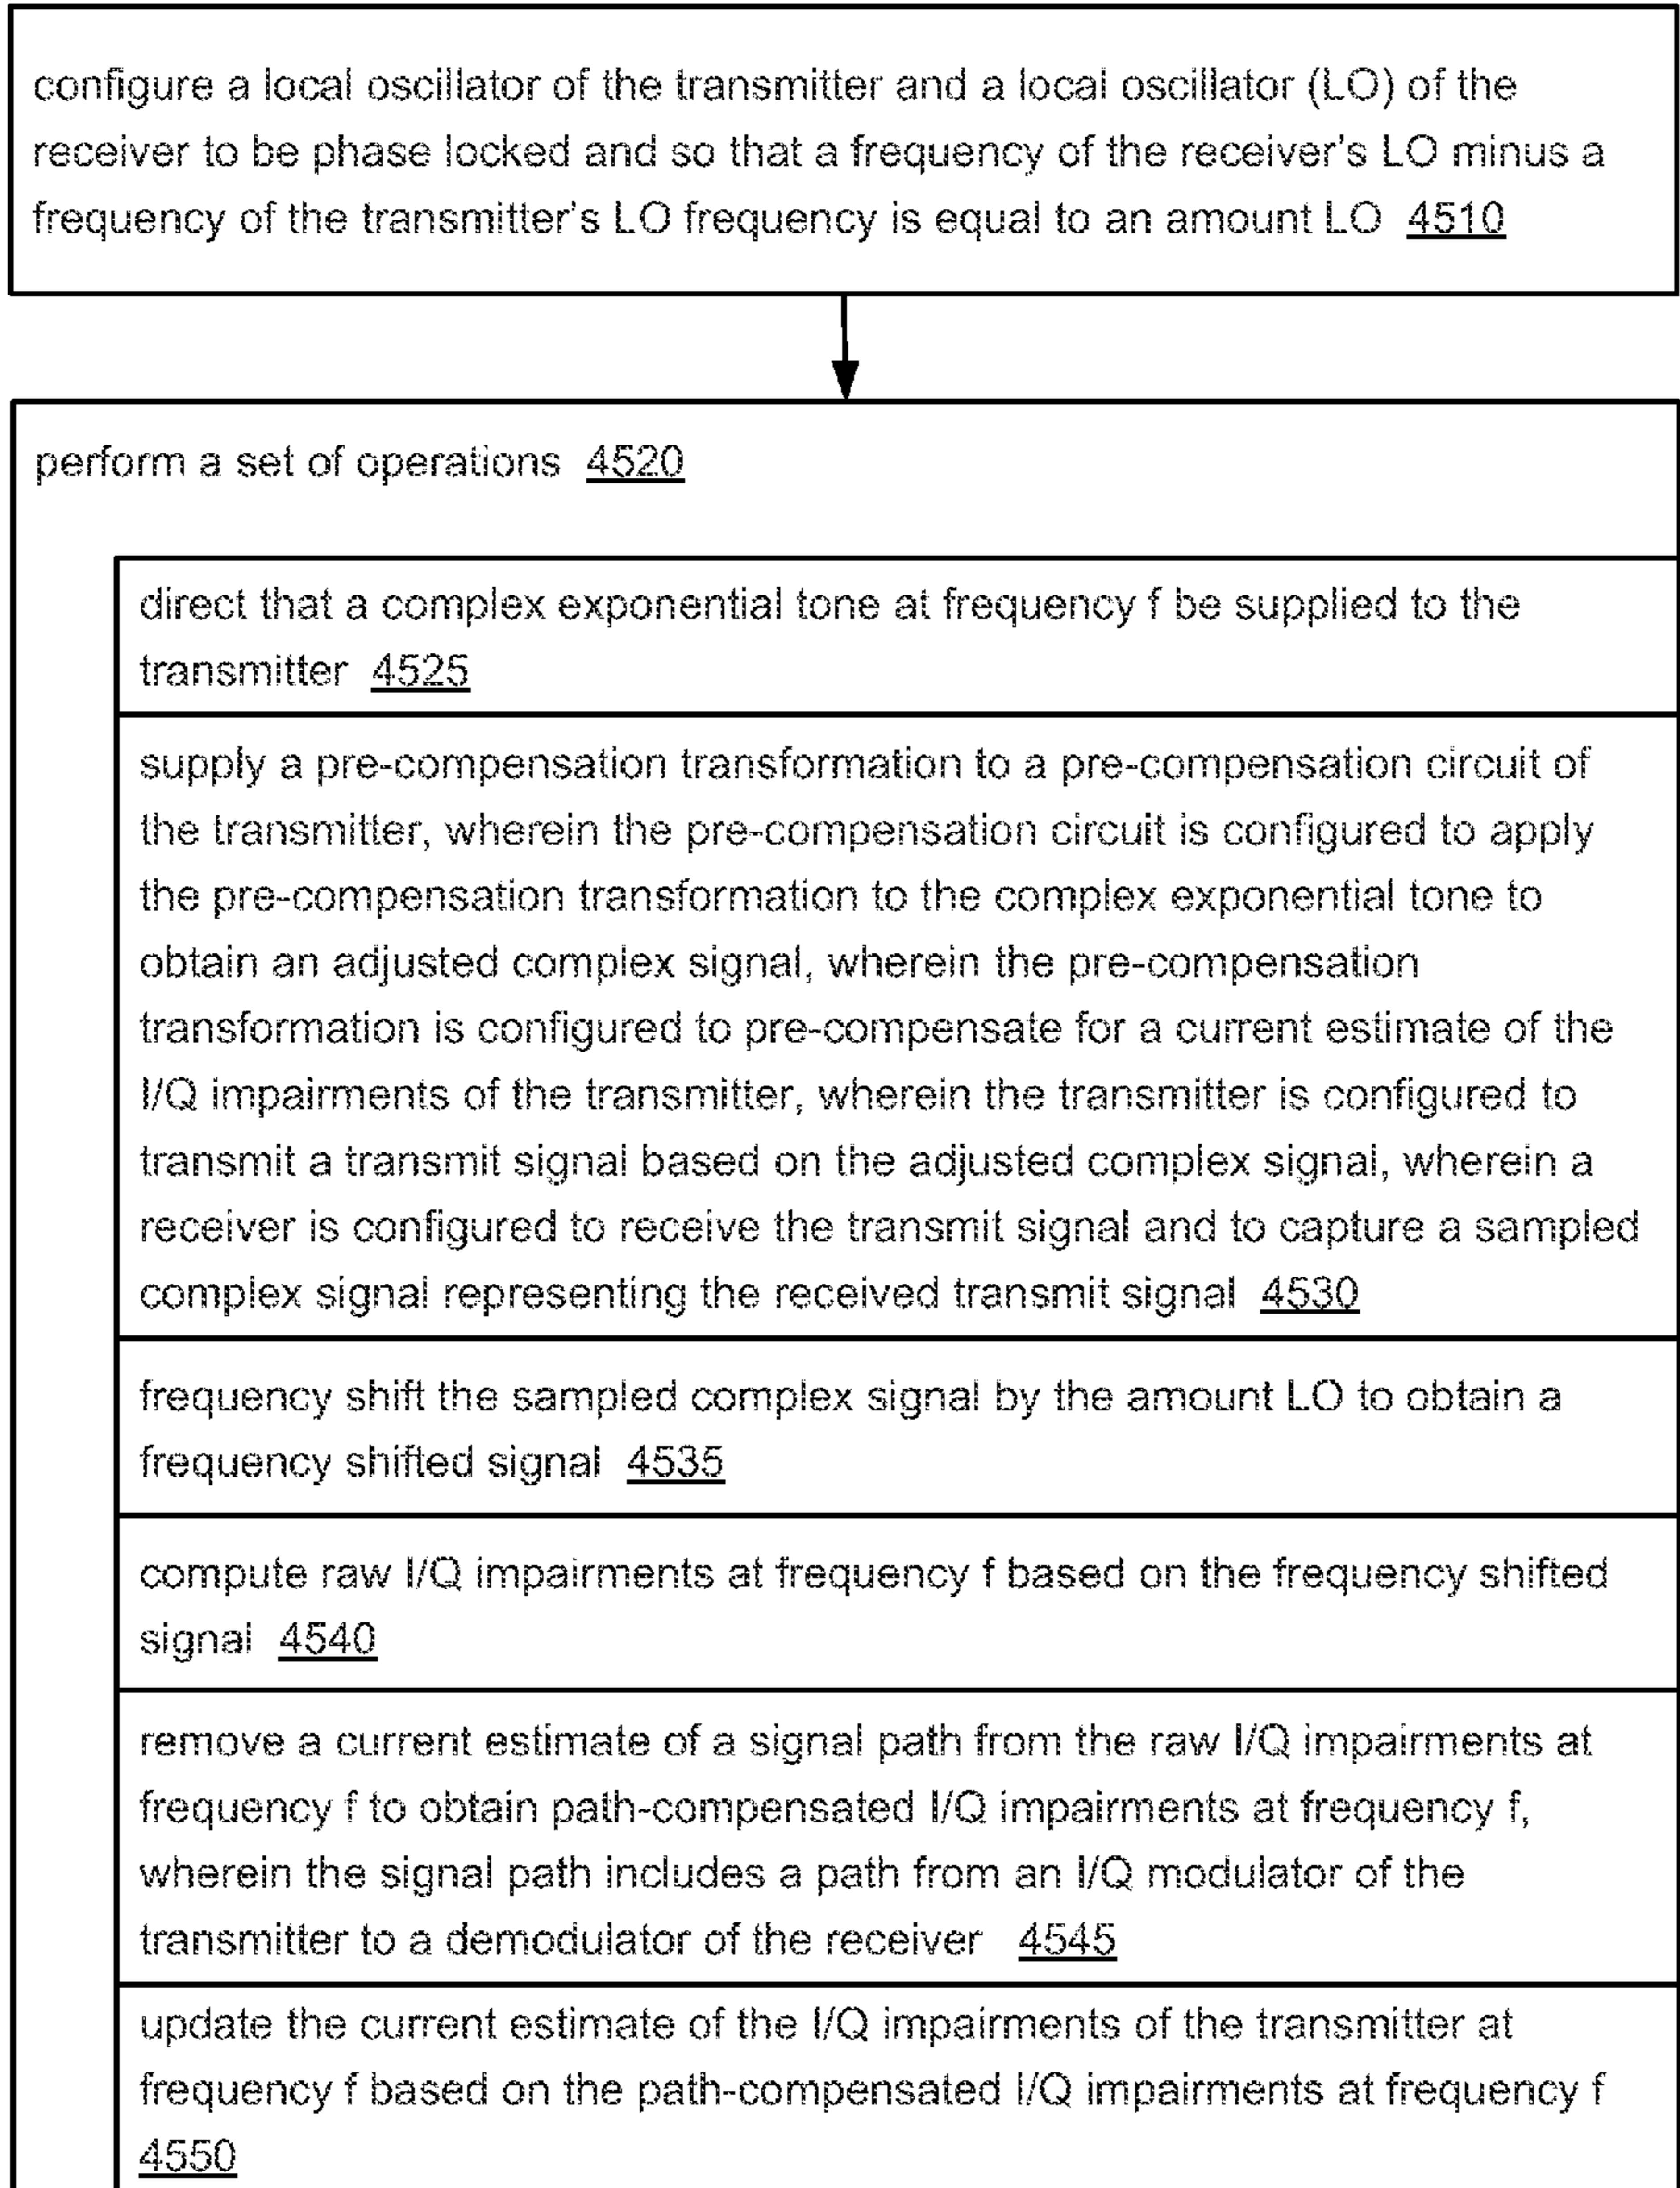 configure a local oscillator of the transmitter and a local oscillator (LO) of the
receiver to be phase locked and so that a frequency of the receiver's LO minus a
frequency of the transmitter's LO frequency is equal to an amount LO 4510
perform a set of operations 4520
direct that a complex exponential tone at frequency f be supplied to the
transmitter 4525
supply a pre-compensation transformation to a pre-compensation circuit of
the transmitter, wherein the pre-compensation circuit is configured to apply
the pre-compensation transformation to the complex exponential tone to
obtain an adjusted complex signal, wherein the pre-compensation
transformation is configured to pre-compensate for a current estimate of the
I/Q impairments of the transmitter, wherein the transmitter is configured to
transmit a transmit signal based on the adjusted complex signal, wherein a
receiver is configured to receive the transmit signal and to capture a sampled
complex signal representing the received transmit signal 4530
frequency shift the sampled complex signal by the amount LO to obtain a
frequency shifted signal 4535
compute raw I/Q impairments at frequency f based on the frequency shifted
signal 4540
remove a current estimate of a signal path from the raw I/Q impairments at
frequency f to obtain path-compensated I/Q impairments at frequency f,
wherein the signal path includes a path from an I/Q modulator of the
transmitter to a demodulator of the receiver 4545
update the current estimate of the I/Q impairments of the transmitter at
frequency f based on the path-compensated I/Q impairments at frequency f
4550